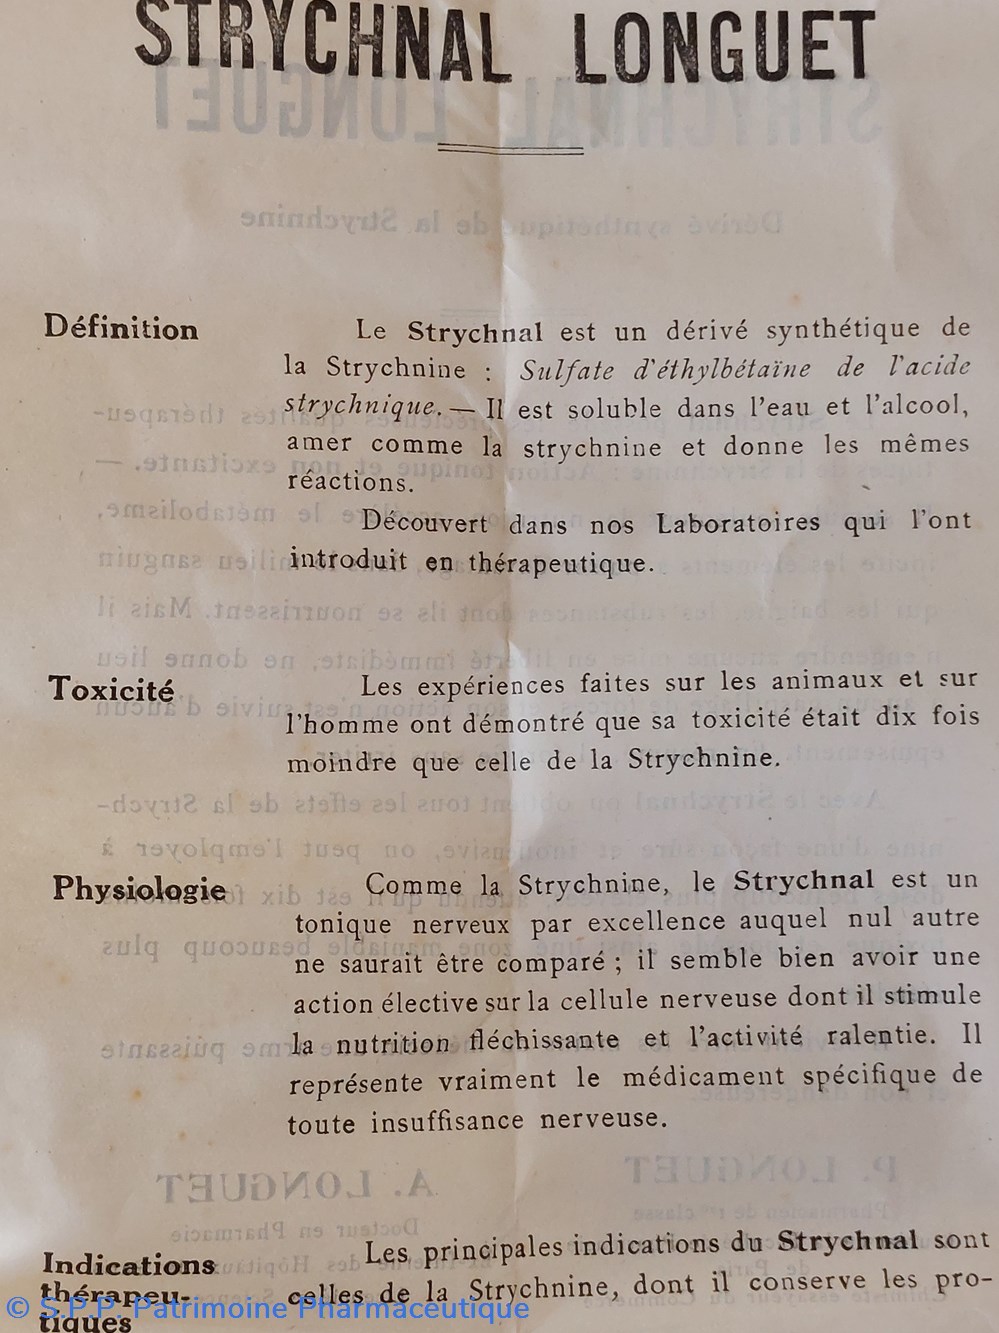 STRYCHNAL LONGUET
Définition
Le Strychnal est un dérivé synthétique de
la Strychnine : Sulfate d'éthylbétaïne de l'acide
strychnique. — Il est soluble dans l'eau et l'alcool,
amer comme la strychnine et donne les mêmes
réactions.
Découvert dans nos Laboratoires qui l'ont
introduit en thérapeutique.
Toxicité
Les expériences faites sur les animaux et sur
l'homme ont démontré que sa toxicité était dix fois
moindre que celle de la Strychnine.
Physiologie
Comme la Strychnine, le Strychnal est un
tonique nerveux par excellence auquel nul autre
ne saurait être comparé ; il semble bien avoir une
action élective sur la cellule nerveuse dont il stimule
la nutrition fléchissante et l'activité ralentie. Il
représente vraiment le médicament spécifique de
toute insuffisance nerveuse.
Indications
thérapeu-
tiques
Les principales indications du Strychnal sont
celles de la Strychnine, dont il conserve les pro-
© S.P.P. Patrimoine Pharmaceutique